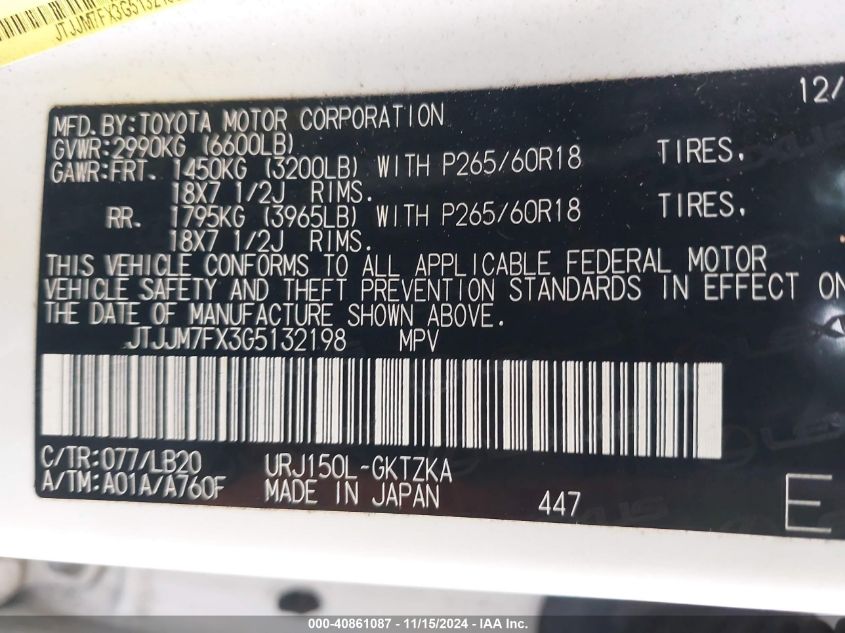 JTJJM7FX3G5132198
12/
MFD.BY:TOYOTA MOTOR CORPORATION
GVWR:2990KG (6600LB)
GAWR:FRT. 1450KG (3200LB) WITH P265/60R18 TIRES.
18X7 1/2J RIMS.
RR. 1795KG (3965LB) WITH P265/60R18 TIRES.
18X7 1/2J RIMS.
THIS VEHICLE CONFORMS TO ALL APPLICABLE FEDERAL MOTOR
VEHICLE SAFETY AND THEFT PREVENTION STANDARDS IN EFFECT ON
THE DATE OF MANUFACTURE SHOWN ABOVE.
JTJJM7FX3G5132198 MPV
C/TR:077/LB20 URJ150L-GKTZKA
A/TM:A01A/A760F MADE IN JAPAN 447 E
000-40861087 - 11/15/2024 - IAA Inc.